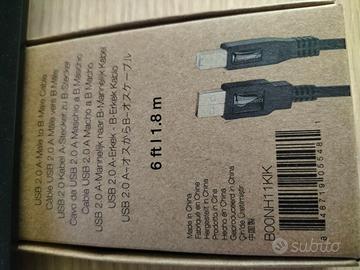 USB 2.0 A-Male to B-Male Cable
Câble USB 2.0 A Mâle vers B Mâle
USB 2.0 Kabel A-Stecker zu B-Stecker
Cavo da USB 2.0 A Maschio a B Maschio
Cable USB 2.0 A Macho a B Macho
USB 2.0 A-Mannelijk naar B-Mannelijk Kabel
USB 2.0 A-Erkek - B-Erkek Kablo
USB 2.0 A-オスからB-オスケーブル
6 ft | 1.8 m
Made in China
Fabriqué en Chine
Hergestellt in China
Prodotto in Cina
Hecho en China
Geproduceerd in China
Çin'de Üretilmiştir
中国製
B00NH11KIK
subito